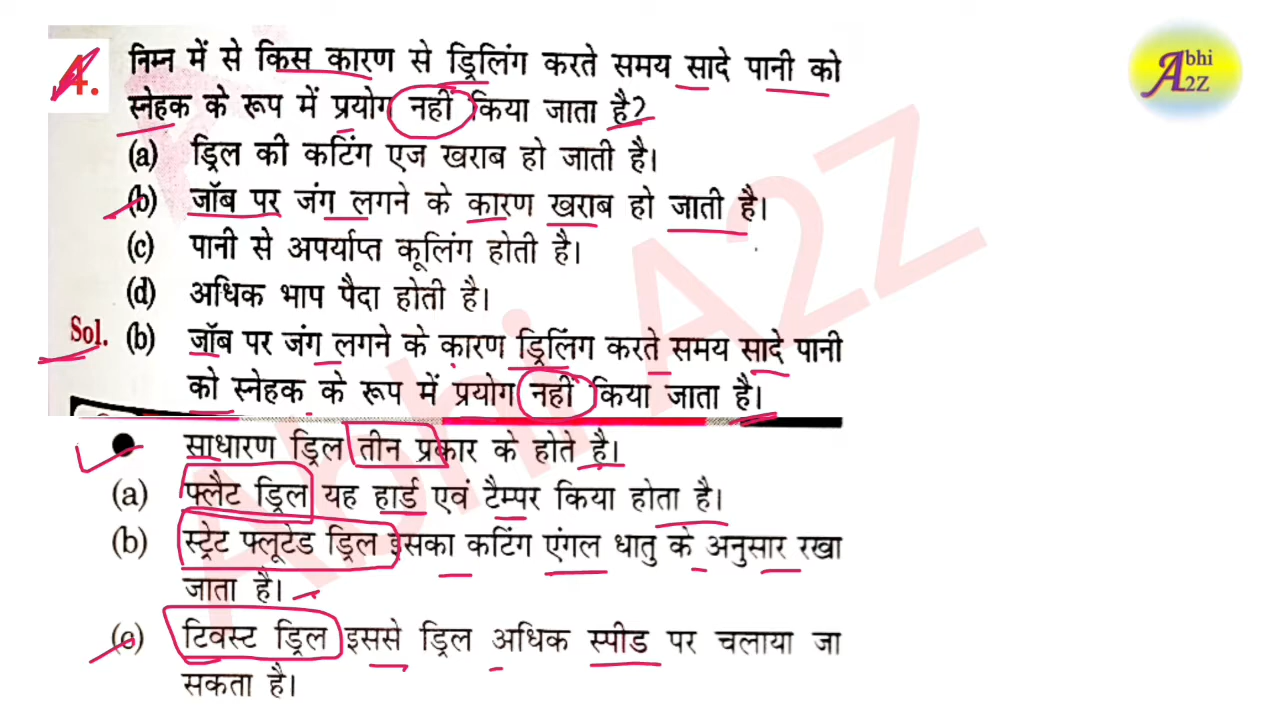 4. निम्न में से किस कारण से ड्रिलिंग करते समय सादे पानी को
स्नेहक के रूप में प्रयोग नहीं किया जाता है?
(a) ड्रिल की कटिंग एज खराब हो जाती है।
(b) जॉब पर जंग लगने के कारण खराब हो जाती है।
(c) पानी से अपर्याप्त कूलिंग होती है।
(d) अधिक भाप पैदा होती है।
Sol. (b) जॉब पर जंग लगने के कारण ड्रिलिंग करते समय सादे पानी
को स्नेहक के रूप में प्रयोग नहीं किया जाता है।
● साधारण ड्रिल तीन प्रकार के होते है।
(a) फ्लैट ड्रिल यह हार्ड एवं टैम्पर किया होता है।
(b) स्ट्रेट फ्लूटेड ड्रिल इसका कटिंग एंगल धातु के अनुसार रखा
जाता है।
(c) टिवस्ट ड्रिल इससे ड्रिल अधिक स्पीड पर चलाया जा
सकता है।
Abhi A2Z
Abhi A2Z